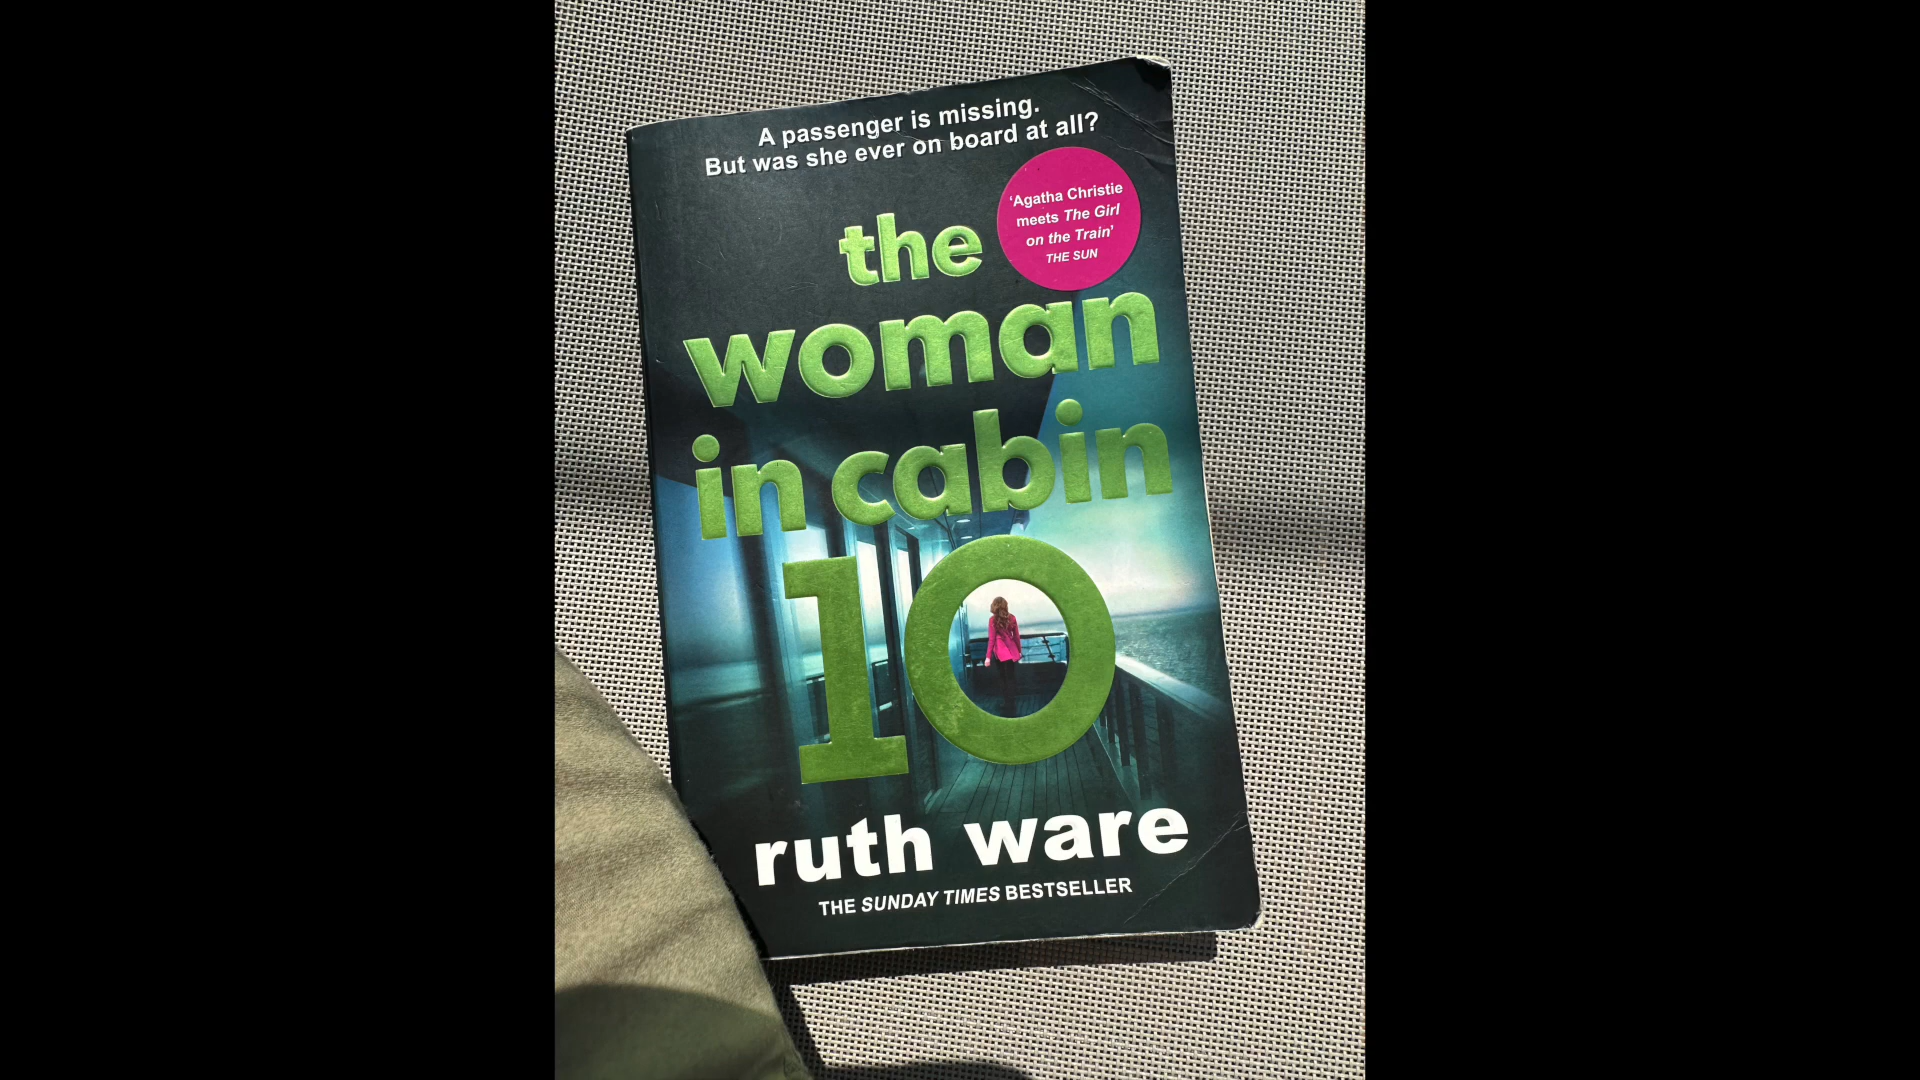 A passenger is missing.
But was she ever on board at all?
‘Agatha Christie
meets The Girl
on the Train’
THE SUN
the
woman
in cabin
10
ruth ware
THE SUNDAY TIMES BESTSELLER